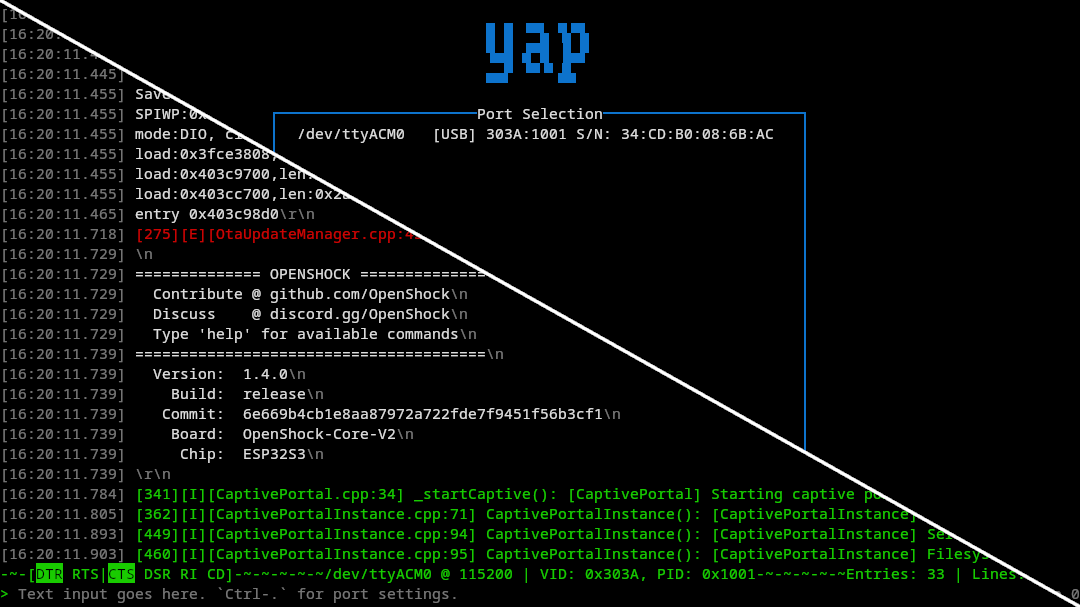 yap
Port Selection
/dev/ttyACM0 [USB] 303A:1001 S/N: 34:CD:B0:08:6B:AC
[16:20:
[16:20:11.4
[16:20:11.445]
[16:20:11.455] Save
[16:20:11.455] SPIWP:0x
[16:20:11.455] mode:DIO,
[16:20:11.455] load:0x3fce3808,
[16:20:11.455] load:0x403c9700,len:
[16:20:11.455] load:0x403cc700,len:0x2
[16:20:11.465] entry 0x403c98d0\r\n
[16:20:11.718] [275][E][OtaUpdateManager.cpp:4
[16:20:11.729] \n
[16:20:11.729] ============== OPENSHOCK ==============
[16:20:11.729] Contribute @ github.com/OpenShock\n
[16:20:11.729] Discuss @ discord.gg/OpenShock\n
[16:20:11.729] Type 'help' for available commands\n
[16:20:11.739] =======================================\n
[16:20:11.739] Version: 1.4.0\n
[16:20:11.739] Build: release\n
[16:20:11.739] Commit: 6e669b4cb1e8aa87972a722fde7f9451f56b3cf1\n
[16:20:11.739] Board: OpenShock-Core-V2\n
[16:20:11.739] Chip: ESP32S3\n
[16:20:11.739] \r\n
[16:20:11.784] [341][I][CaptivePortal.cpp:34] _startCaptive(): [CaptivePortal] Starting captive po
[16:20:11.805] [362][I][CaptivePortalInstance.cpp:71] CaptivePortalInstance(): [CaptivePortalInstance]
[16:20:11.893] [449][I][CaptivePortalInstance.cpp:94] CaptivePortalInstance(): [CaptivePortalInstance] Se
[16:20:11.903] [460][I][CaptivePortalInstance.cpp:95] CaptivePortalInstance(): [CaptivePortalInstance] Filesys
-~-[DTR RTS|CTS DSR RI CD]-~-~-~-~-~/dev/ttyACM0 @ 115200 | VID: 0x303A, PID: 0x1001-~-~-~-~-~Entries: 33 | Lines:
> Text input goes here. `Ctrl-.` for port settings.